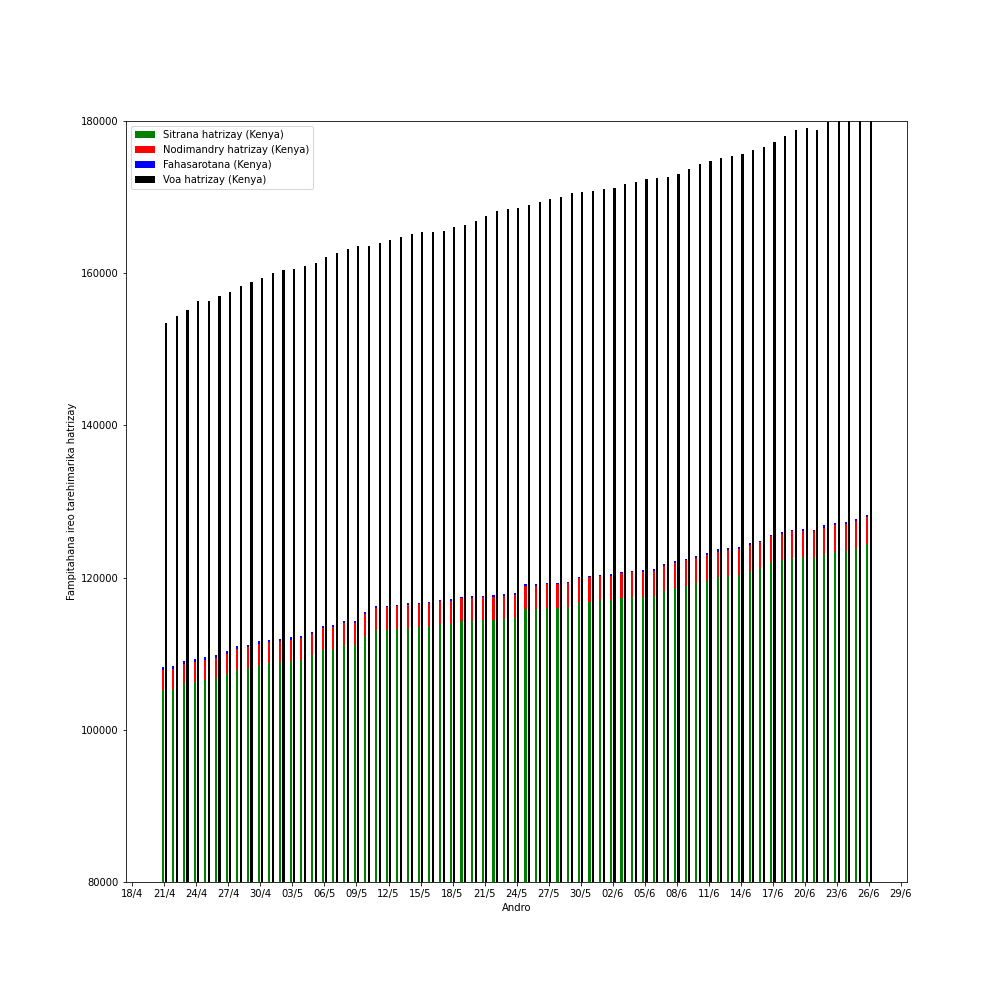 180000
160000
140000
120000
100000
80000
Fampitahana ireo tarehimarika hatrizay
Sitrana hatrizay (Kenya)
Nodimandry hatrizay (Kenya)
Fahasarotana (Kenya)
Voa hatrizay (Kenya)
18/4 21/4 24/4 27/4 30/4 03/5 06/5 09/5 12/5 15/5 18/5 21/5 24/5 27/5 30/5 02/6 05/6 08/6 11/6 14/6 17/6 20/6 23/6 26/6 29/6
Andro